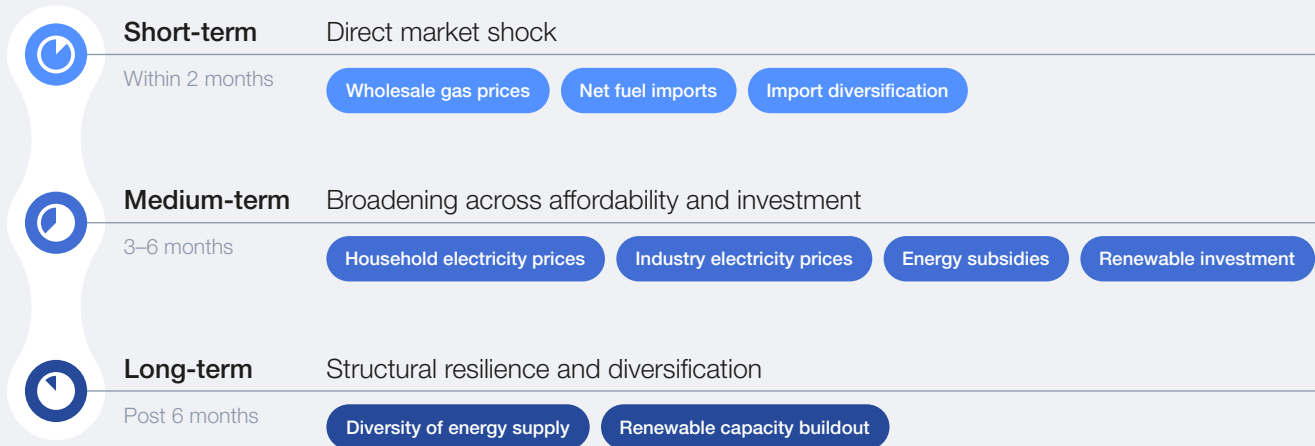 Short-term
Direct market shock
Within 2 months
Wholesale gas prices
Net fuel imports
Import diversification
Medium-term
Broadening across affordability and investment
3–6 months
Household electricity prices
Industry electricity prices
Energy subsidies
Renewable investment
Long-term
Structural resilience and diversification
Post 6 months
Diversity of energy supply
Renewable capacity buildout